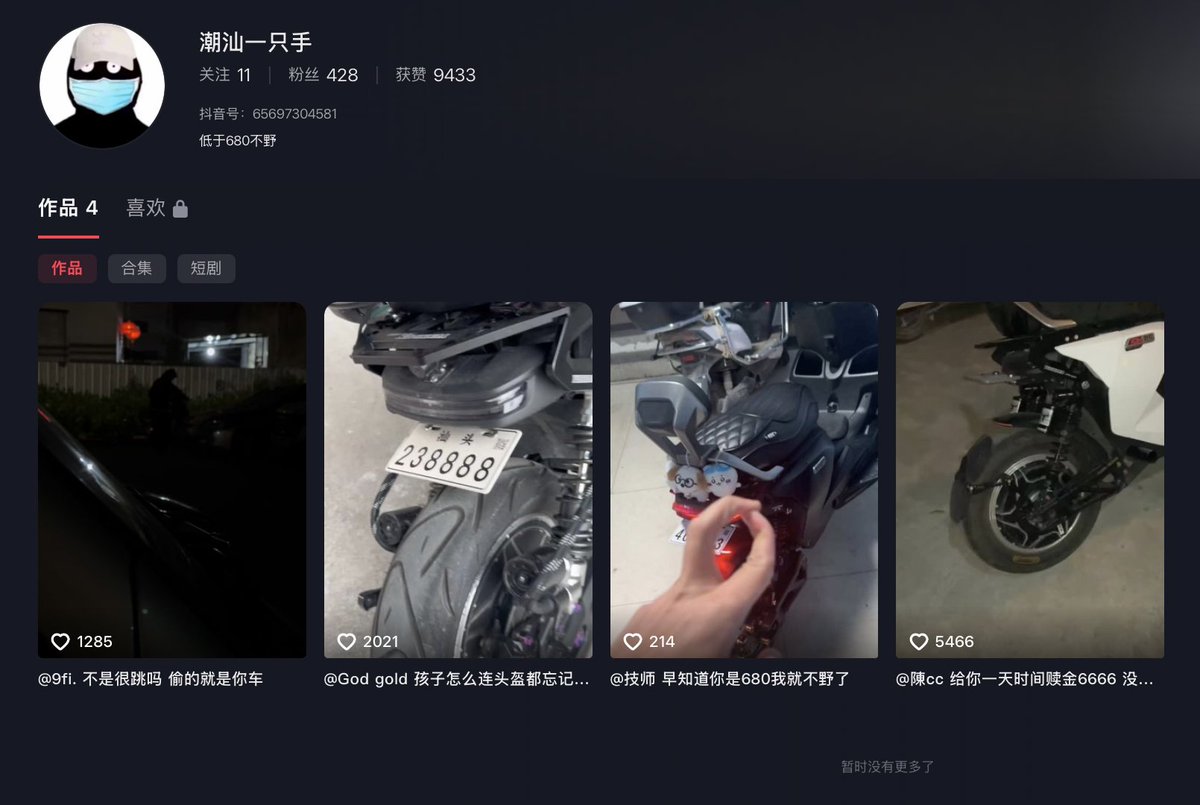 潮汕一只手
关注 11 粉丝 428 获赞 9433
抖音号：65697304581
低于680不野
作品 4 喜欢
作品 合集 短剧
汕头
238888
1285
2021
214
5466
@9fi. 不是很跳吗 偷的就是你车
@God gold 孩子怎么连头盔都忘记...
@技师 早知道你是680我就不野了
@陳cc 给你一天时间赎金6666 没...
暂时没有更多了